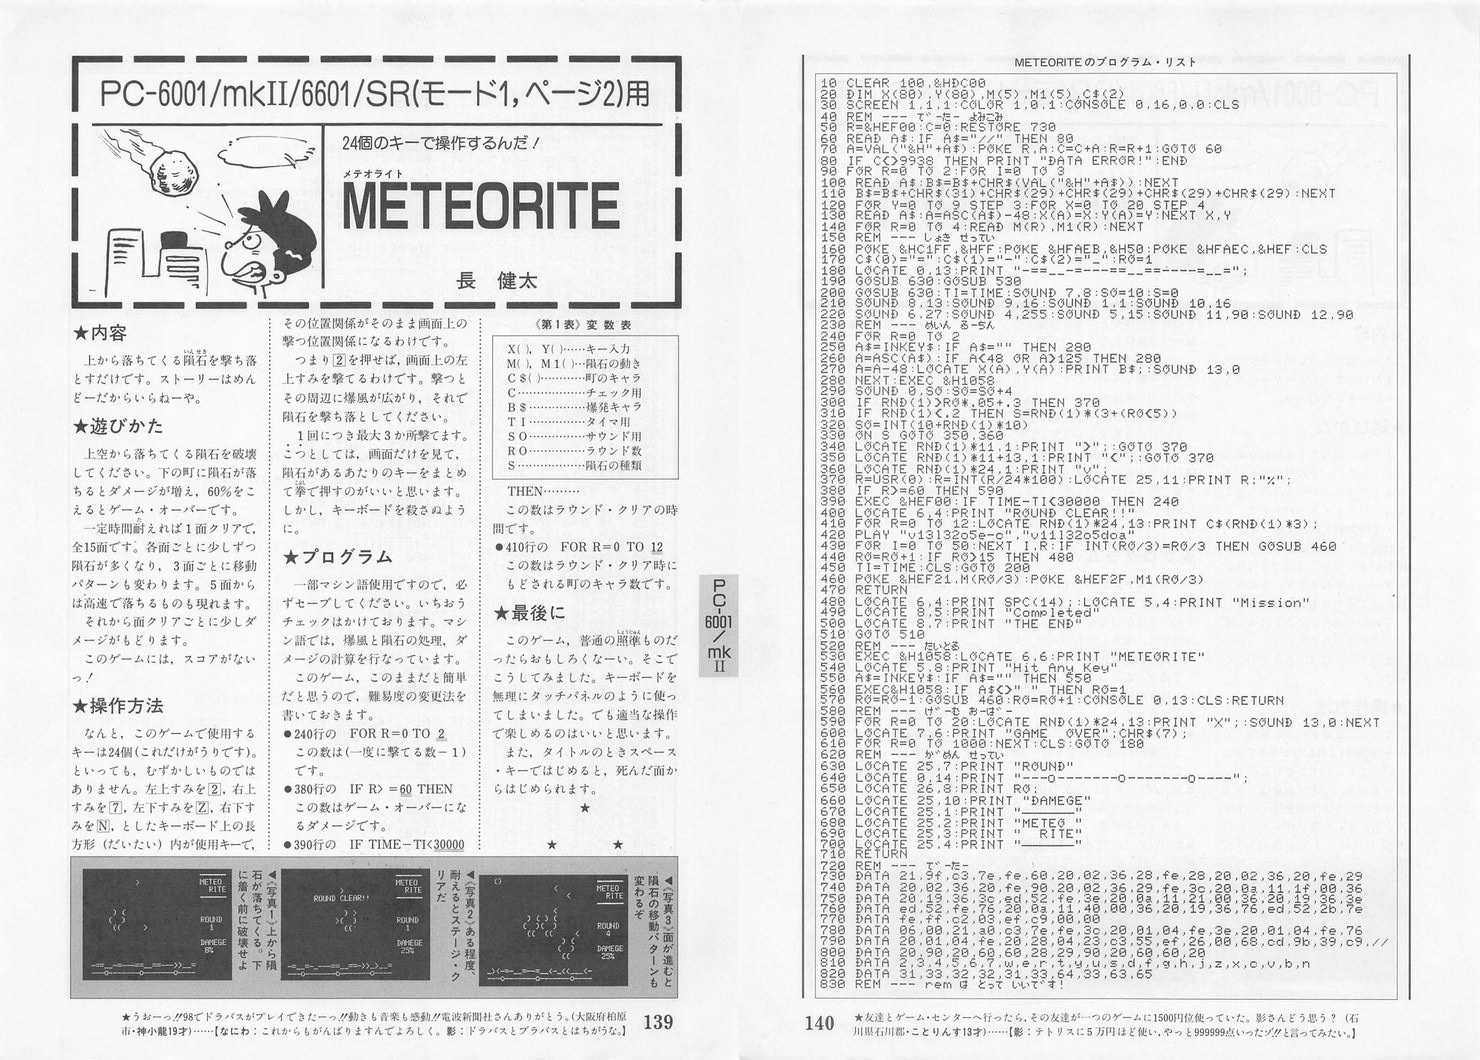 PC-6001/mkII/6601/SR(モード1,ページ2)用
24個のキーで操作するんだ!
メテオライト
METEORITE
長 健太
★内容
上から落ちてくる隕石を撃ち落
とすだけです。ストーリーはめん
どーだからいらねーや。
★遊びかた
上空から落ちてくる隕石を破壊
してください。下の町に隕石が落
ちるとダメージが増え,60%をこ
えるとゲーム・オーバーです。
一定時間耐えれば1面クリアで,
全15面です。各面ごとに少しずつ
隕石が多くなり,3面ごとに移動
パターンも変わります。5面から
は高速で落ちるものも現れます。
それから面クリアごとに少しダ
メージがもどります。
このゲームには,スコアがない
っ!
★操作方法
なんと,このゲームで使用する
キーは24個(これだけがうりです)。
といっても,むずかしいものでは
ありません。左上すみを2,右上
すみを7,左下すみをZ,右下す
みをN,としたキーボード上の長
方形(だいたい)内が使用キーで,
その位置関係がそのまま画面上の
撃つ位置関係になるわけです。
つまり2を押せば,画面上の左
上すみを撃てるわけです。撃つと
その周辺に爆風が広がり,それで
隕石を撃ち落としてください。
1回につき最大3か所撃てます。
こつとしては,画面だけを見て,
隕石があるあたりのキーをまとめ
て拳で押すのがいいと思います。
しかし,キーボードを殺さぬよう
に。
★プログラム
一部マシン語使用ですので,必
ずセーブしてください。いちおう
チェックはかけております。マシ
ン語では,爆風と隕石の処理,ダ
メージの計算を行なっています。
このゲーム,このままだと簡単
だと思うので,難易度の変更法を
書いておきます。
●240行の FOR R=0 TO 2
この数は(一度に撃てる数-1)
です。
●380行の IF R>=60 THEN
この数はゲーム・オーバーにな
るダメージです。
●390行の IF TIME-TI<30000
《第1表》変数表
X( ), Y( )……キー入力
M( ), M1( )…隕石の動き
C$( )…………町のキャラ
C………………チェック用
B$……………爆発キャラ
TI……………タイマ用
SO……………サウンド用
RO……………ラウンド数
S………………隕石の種類
THEN………
この数はラウンド・クリアの時
間です。
●410行の FOR R=0 TO 12
この数はラウンド・クリア時に
もどされる町のキャラ数です。
★最後に
このゲーム,普通の照準ものだ
ったらおもしろくなーい。そこで
こうしてみました。キーボードを
無理にタッチパネルのように使っ
てしまいました。でも適当な操作
で楽しめるのはいいと思います。
また,タイトルのときスペース
・キーではじめると,死んだ面か
らはじめられます。
★
★ ★
METEO
RITE
ROUND
1
DAMEGE
8%
◀《写真1》上から隕
石が落ちてくる。下
に着く前に破壊せよ
ROUND CLEAR!!
METEO
RITE
ROUND
1
DAMEGE
25%
◀《写真2》ある程度,
耐えるとステージ・ク
リアだ
METEO
RITE
ROUND
4
DAMEGE
25%
◀《写真3》面が進むと
隕石の移動パターンも
変わるぞ
★うおーっ!!98でドラバスがプレイできたーっ!!動きも音楽も感動!!電波新聞社さんありがとう。(大阪府柏原
市・神小龍19才)……【なにわ:これからもがんばりますんでよろしく。影:ドラバスとブラバスとはちがうな。】
139
PC-6001/mkII
METEORITEのプログラム・リスト
10 CLEAR 100,&HDC00
20 DIM X(80),Y(80),M(5),M1(5),C$(2)
30 SCREEN 1,1,1:COLOR 1,0,1:CONSOLE 0,16,0,0:CLS
40 REM --- で-た- よみこみ
50 R=&HEF00:C=0:RESTORE 730
60 READ A$:IF A$="//" THEN 80
70 A=VAL("&H"+A$):POKE R,A:C=C+A:R=R+1:GOTO 60
80 IF C<>9938 THEN PRINT "DATA ERROR!":END
90 FOR R=0 TO 2:FOR I=0 TO 3
100 READ A$:B$=B$+CHR$(VAL("&H"+A$)):NEXT
110 B$=B$+CHR$(31)+CHR$(29)+CHR$(29)+CHR$(29)+CHR$(29):NEXT
120 FOR Y=0 TO 9 STEP 3:FOR X=0 TO 20 STEP 4
130 READ A$:A=ASC(A$)-48:X(A)=X:Y(A)=Y:NEXT X,Y
140 FOR R=0 TO 4:READ M(R),M1(R):NEXT
150 REM --- しょき せってい
160 POKE &HC1FF,&HFF:POKE &HFAEB,&H50:POKE &HFAEC,&HEF:CLS
170 C$(0)="=":C$(1)="-":C$(2)="_":RO=1
180 LOCATE 0,13:PRINT "-===__=---==__==----==__=";
190 GOSUB 630:GOSUB 530
200 GOSUB 630:TI=TIME:SOUND 7,8:SO=10:S=0
210 SOUND 8,13:SOUND 9,16:SOUND 1,1:SOUND 10,16
220 SOUND 6,27:SOUND 4,255:SOUND 5,15:SOUND 11,90:SOUND 12,90
230 REM --- めいん るーちん
240 FOR R=0 TO 2
250 A$=INKEY$:IF A$="" THEN 280
260 A=ASC(A$):IF A<48 OR A>125 THEN 280
270 A=A-48:LOCATE X(A),Y(A):PRINT B$;:SOUND 13,0
280 NEXT:EXEC &H1058
290 SOUND 0,SO:SO=SO+4
300 IF RND(1)>RO*.05+.3 THEN 370
310 IF RND(1)<.2 THEN S=RND(1)*(3+(RO<5))
320 SO=INT(10+RND(1)*10)
330 ON S GOTO 350,360
340 LOCATE RND(1)*11,1:PRINT ">";:GOTO 370
350 LOCATE RND(1)*11+13,1:PRINT "<";:GOTO 370
360 LOCATE RND(1)*24,1:PRINT "v";
370 R=USR(0):R=INT(R/24*100):LOCATE 25,11:PRINT R;"%";
380 IF R>=60 THEN 590
390 EXEC &HEF00:IF TIME-TI<30000 THEN 240
400 LOCATE 6,4:PRINT "ROUND CLEAR!!"
410 FOR R=0 TO 12:LOCATE RND(1)*24,13:PRINT C$(RND(1)*3);
420 PLAY "v13l32o5e-c","v11l32o5doa"
430 FOR I=0 TO 50:NEXT I,R:IF INT(RO/3)=RO/3 THEN GOSUB 460
440 RO=RO+1:IF RO>15 THEN 480
450 TI=TIME:CLS:GOTO 200
460 POKE &HEF21,M(RO/3):POKE &HEF2F,M1(RO/3)
470 RETURN
480 LOCATE 6,4:PRINT SPC(14);:LOCATE 5,4:PRINT "Mission"
490 LOCATE 8,5:PRINT "Completed"
500 LOCATE 8,7:PRINT "THE END"
510 GOTO 510
520 REM --- たいとる
530 EXEC &H1058:LOCATE 6,6:PRINT "METEORITE"
540 LOCATE 5,8:PRINT "Hit Any Key"
550 A$=INKEY$:IF A$="" THEN 550
560 EXEC&H1058:IF A$<>" " THEN RO=1
570 RO=RO-1:GOSUB 460:RO=RO+1:CONSOLE 0,13:CLS:RETURN
580 REM --- げーむ おーばー
590 FOR R=0 TO 20:LOCATE RND(1)*24,13:PRINT "X";:SOUND 13,0:NEXT
600 LOCATE 7,6:PRINT "GAME OVER";CHR$(7);
610 FOR R=0 TO 1000:NEXT:CLS:GOTO 180
620 REM --- がめん せってい
630 LOCATE 25,7:PRINT "ROUND"
640 LOCATE 0,14:PRINT "---o--------o--------o----";
650 LOCATE 26,8:PRINT RO;
660 LOCATE 25,10:PRINT "DAMEGE"
670 LOCATE 25,1:PRINT "______"
680 LOCATE 25,2:PRINT "METEO "
690 LOCATE 25,3:PRINT "  RITE"
700 LOCATE 25,4:PRINT "______"
710 RETURN
720 REM --- で-た-
730 DATA 21,9f,c3,7e,fe,60,20,02,36,28,fe,28,20,02,36,20,fe,29
740 DATA 20,02,36,20,fe,90,20,02,36,29,fe,3c,20,0a,11,1f,00,36
750 DATA 20,19,36,3c,ed,52,fe,3e,20,0a,11,21,00,36,20,19,36,3e
760 DATA ed,52,fe,76,20,0a,11,40,00,36,20,19,36,76,ed,52,2b,7e
770 DATA fe,ff,c2,03,ef,c9,00,00
780 DATA 06,00,21,a0,c3,7e,fe,3c,20,01,04,fe,3e,20,01,04,fe,76
790 DATA 20,01,04,fe,20,28,04,23,c3,55,ef,26,00,68,cd,9b,39,c9,//
800 DATA 20,90,20,60,60,28,29,90,20,60,60,20
810 DATA 2,3,4,5,6,7,w,e,r,t,y,u,s,d,f,g,h,j,z,x,c,v,b,n
820 DATA 31,33,32,32,31,33,64,33,63,65
830 REM --- rem は とって いいです!
★友達とゲーム・センターへ行ったら,その友達が一つのゲームに1500円位使っていた。影さんどう思う?(石
川県石川郡・ことりんす13才)……【影:テトリスに5万円ほど使い,やっと999999点いったゾ!!と言ってみたい。】
140